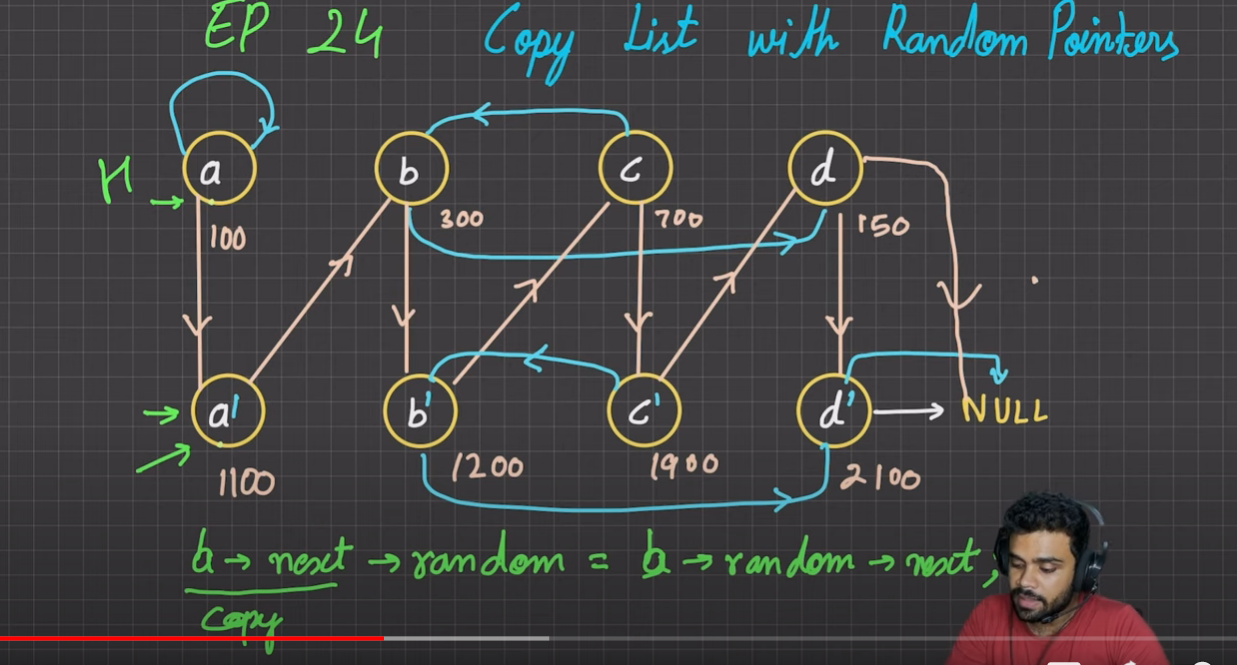 EP 24 Copy List with Random Pointers
a b c d
H
100 300 700 150
a' b' c' d' NULL
1100 1200 1900 2100
b → next → random = b → random → next;
copy